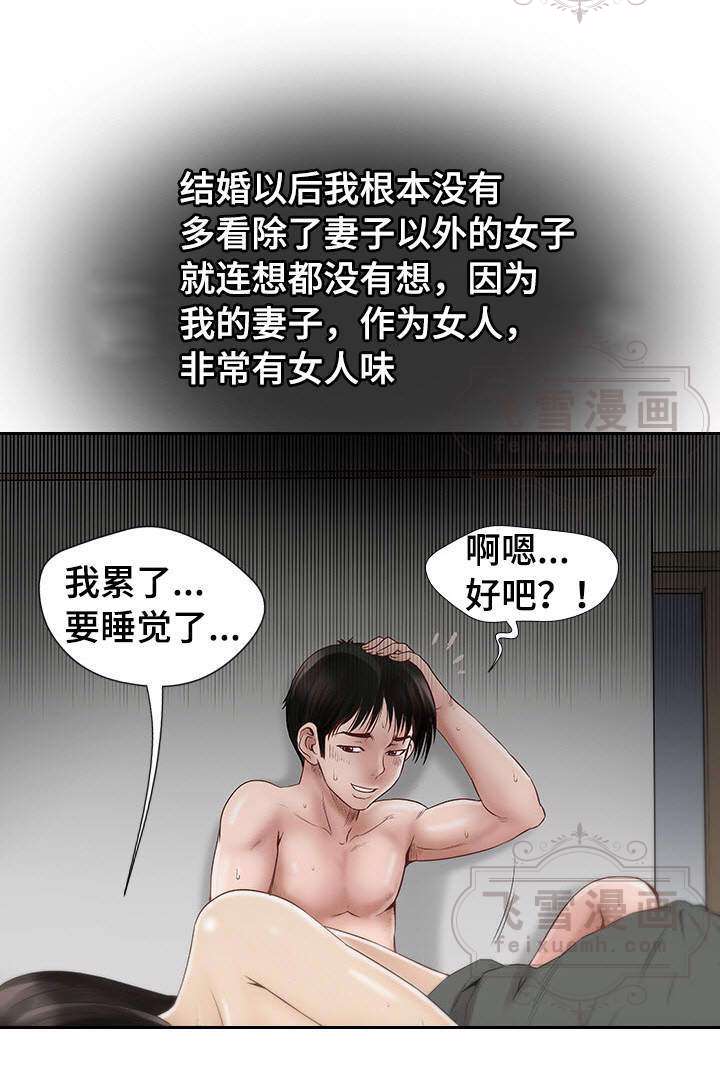 结婚以后我根本没有
多看除了妻子以外的女子
就连想都没有想，因为
我的妻子，作为女人，
非常有女人味
飞雪漫画
feixuemh.com
啊嗯...
好吧？！
我累了...
要睡觉了...
飞雪漫画
feixuemh.com